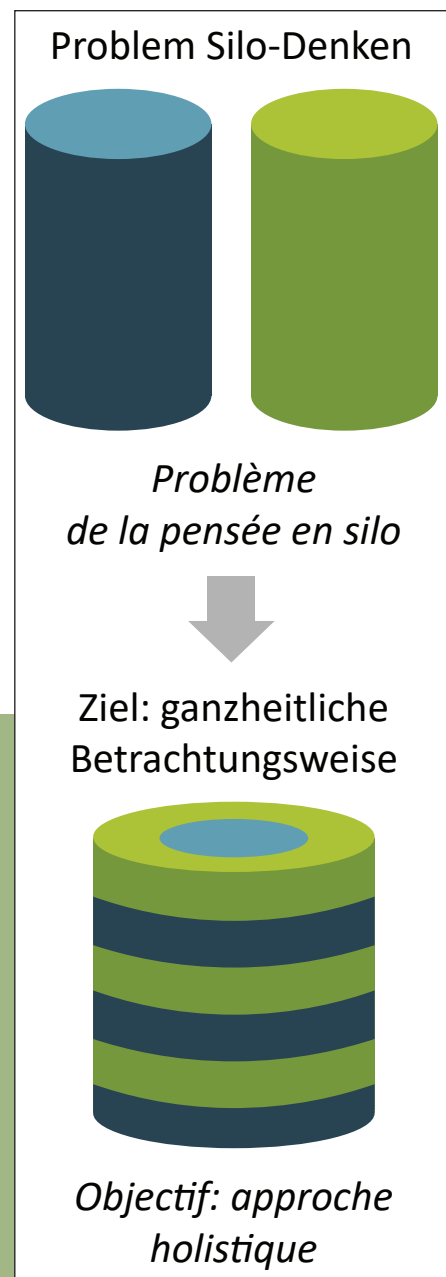 Problem Silo-Denken
Problème
de la pensée en silo
Ziel: ganzheitliche
Betrachtungsweise
Objectif: approche
holistique